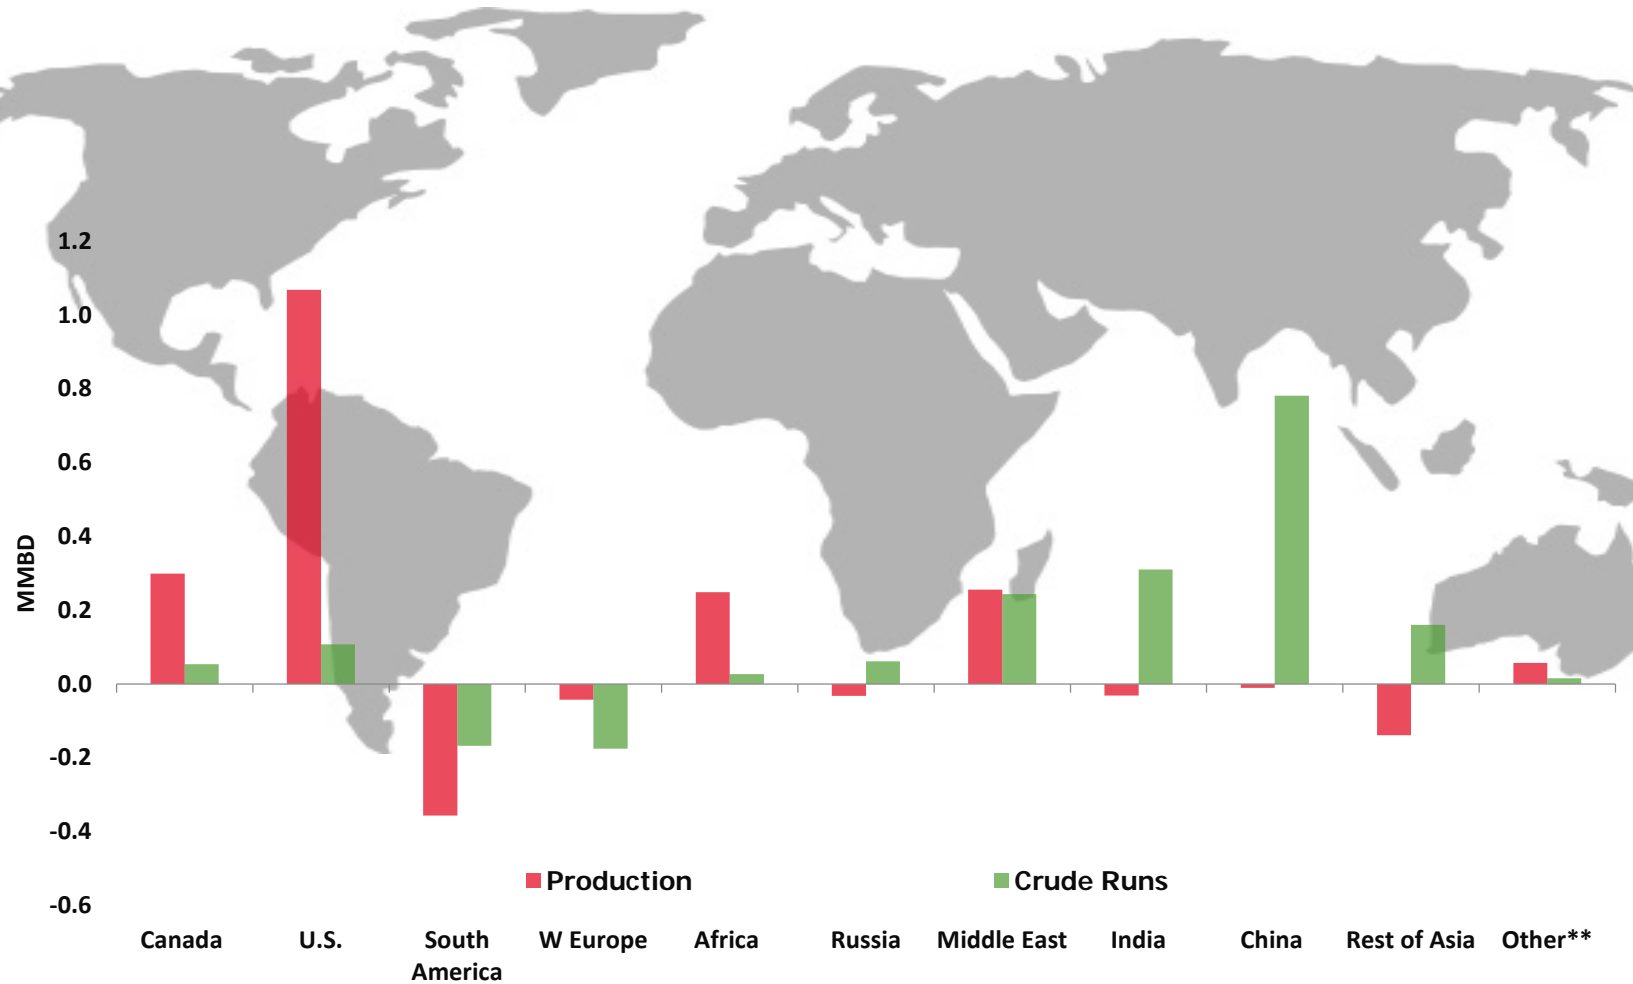 1.2
1.0
0.8
0.6
0.4
0.2
0.0
-0.2
-0.4
-0.6
MMBD
Production
Crude Runs
Canada
U.S.
South
America
W Europe
Africa
Russia
Middle East
India
China
Rest of Asia
Other**